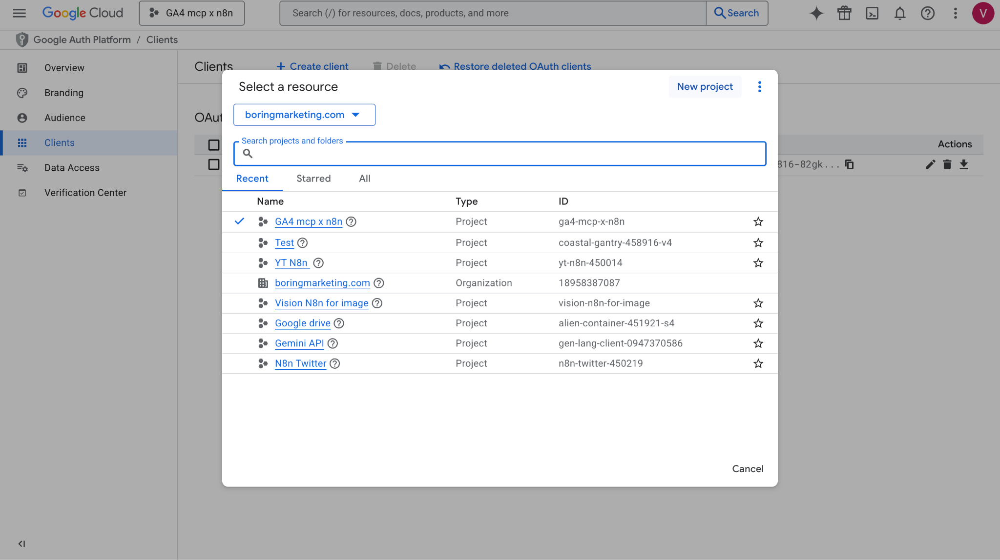 Google Cloud
GA4 mcp x n8n
Search (/) for resources, docs, products, and more
Search
V
Google Auth Platform / Clients
Overview
Branding
Audience
Clients
Data Access
Verification Center
Clients
Create client
Delete
Restore deleted OAuth clients
OAut
Actions
816-82gk...
Select a resource
New project
boringmarketing.com
Search projects and folders
Recent
Starred
All
Name Type ID
GA4 mcp x n8n Project ga4-mcp-x-n8n
Test Project coastal-gantry-458916-v4
YT N8n Project yt-n8n-450014
boringmarketing.com Organization 18958387087
Vision N8n for image Project vision-n8n-for-image
Google drive Project alien-container-451921-s4
Gemini API Project gen-lang-client-0947370586
N8n Twitter Project n8n-twitter-450219
Cancel